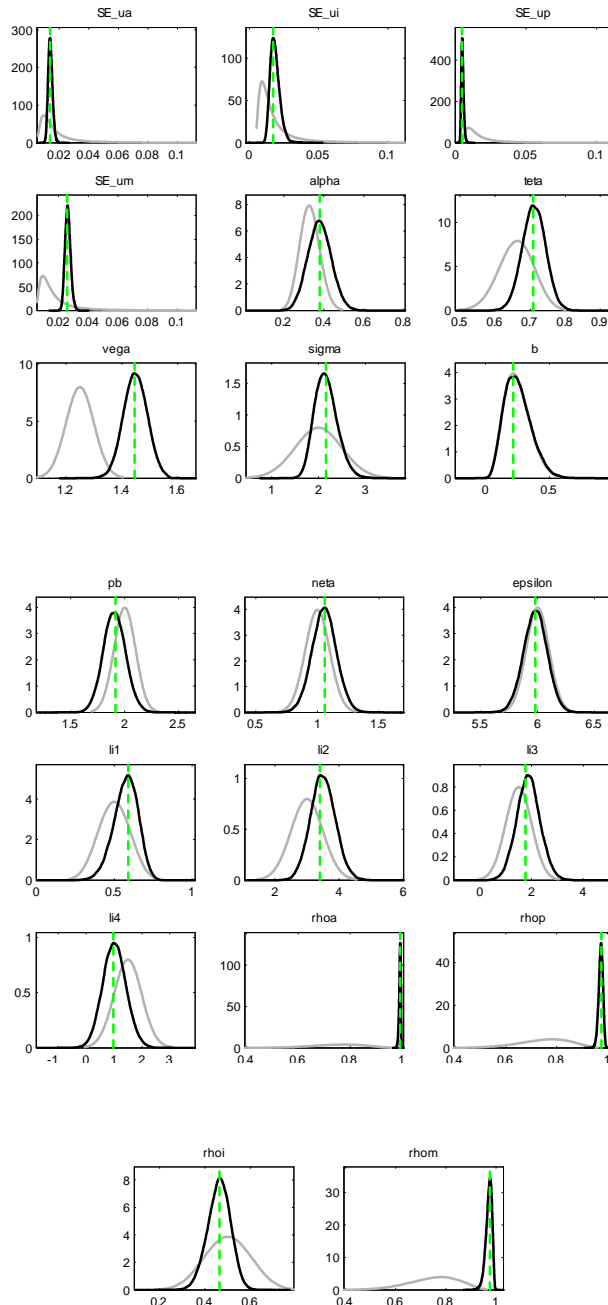 SE_ua SE_ui SE_up
300 200 100 0
100 50 0
400 200 0
0.02 0.04 0.06 0.08 0.1
0 0.05 0.1
0 0.05 0.1
SE_um alpha teta
200 150 100 50 0
8 6 4 2 0
10 5 0
0.02 0.04 0.06 0.08 0.1
0.2 0.4 0.6 0.8
0.5 0.6 0.7 0.8 0.9
vega sigma b
10 5 0
1.5 1 0.5 0
4 3 2 1 0
1.2 1.4 1.6
1 2 3
0 0.5
pb neta epsilon
4 3 2 1 0
4 3 2 1 0
4 3 2 1 0
1.5 2 2.5
0.5 1 1.5
5.5 6 6.5
li1 li2 li3
4 2 0
1 0.5 0
0.8 0.6 0.4 0.2 0
0 0.5 1
2 4 6
0 2 4
li4 rhoa rhop
1 0.5 0
100 50 0
40 20 0
-1 0 1 2 3
0.4 0.6 0.8 1
0.4 0.6 0.8 1
rhoi rhom
8 6 4 2 0
30 20 10 0
0.2 0.4 0.6
0.4 0.6 0.8 1